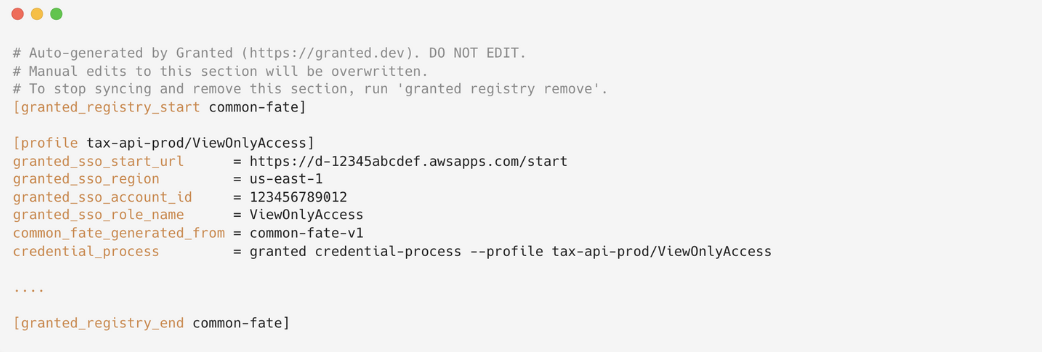 # Auto-generated by Granted (https://granted.dev). DO NOT EDIT.
# Manual edits to this section will be overwritten.
# To stop syncing and remove this section, run 'granted registry remove'.
[granted_registry_start common-fate]
[profile tax-api-prod/ViewOnlyAccess]
granted_sso_start_url      = https://d-12345abcdef.awsapps.com/start
granted_sso_region         = us-east-1
granted_sso_account_id     = 123456789012
granted_sso_role_name      = ViewOnlyAccess
common_fate_generated_from = common-fate-v1
credential_process         = granted credential-process --profile tax-api-prod/ViewOnlyAccess
....
[granted_registry_end common-fate]